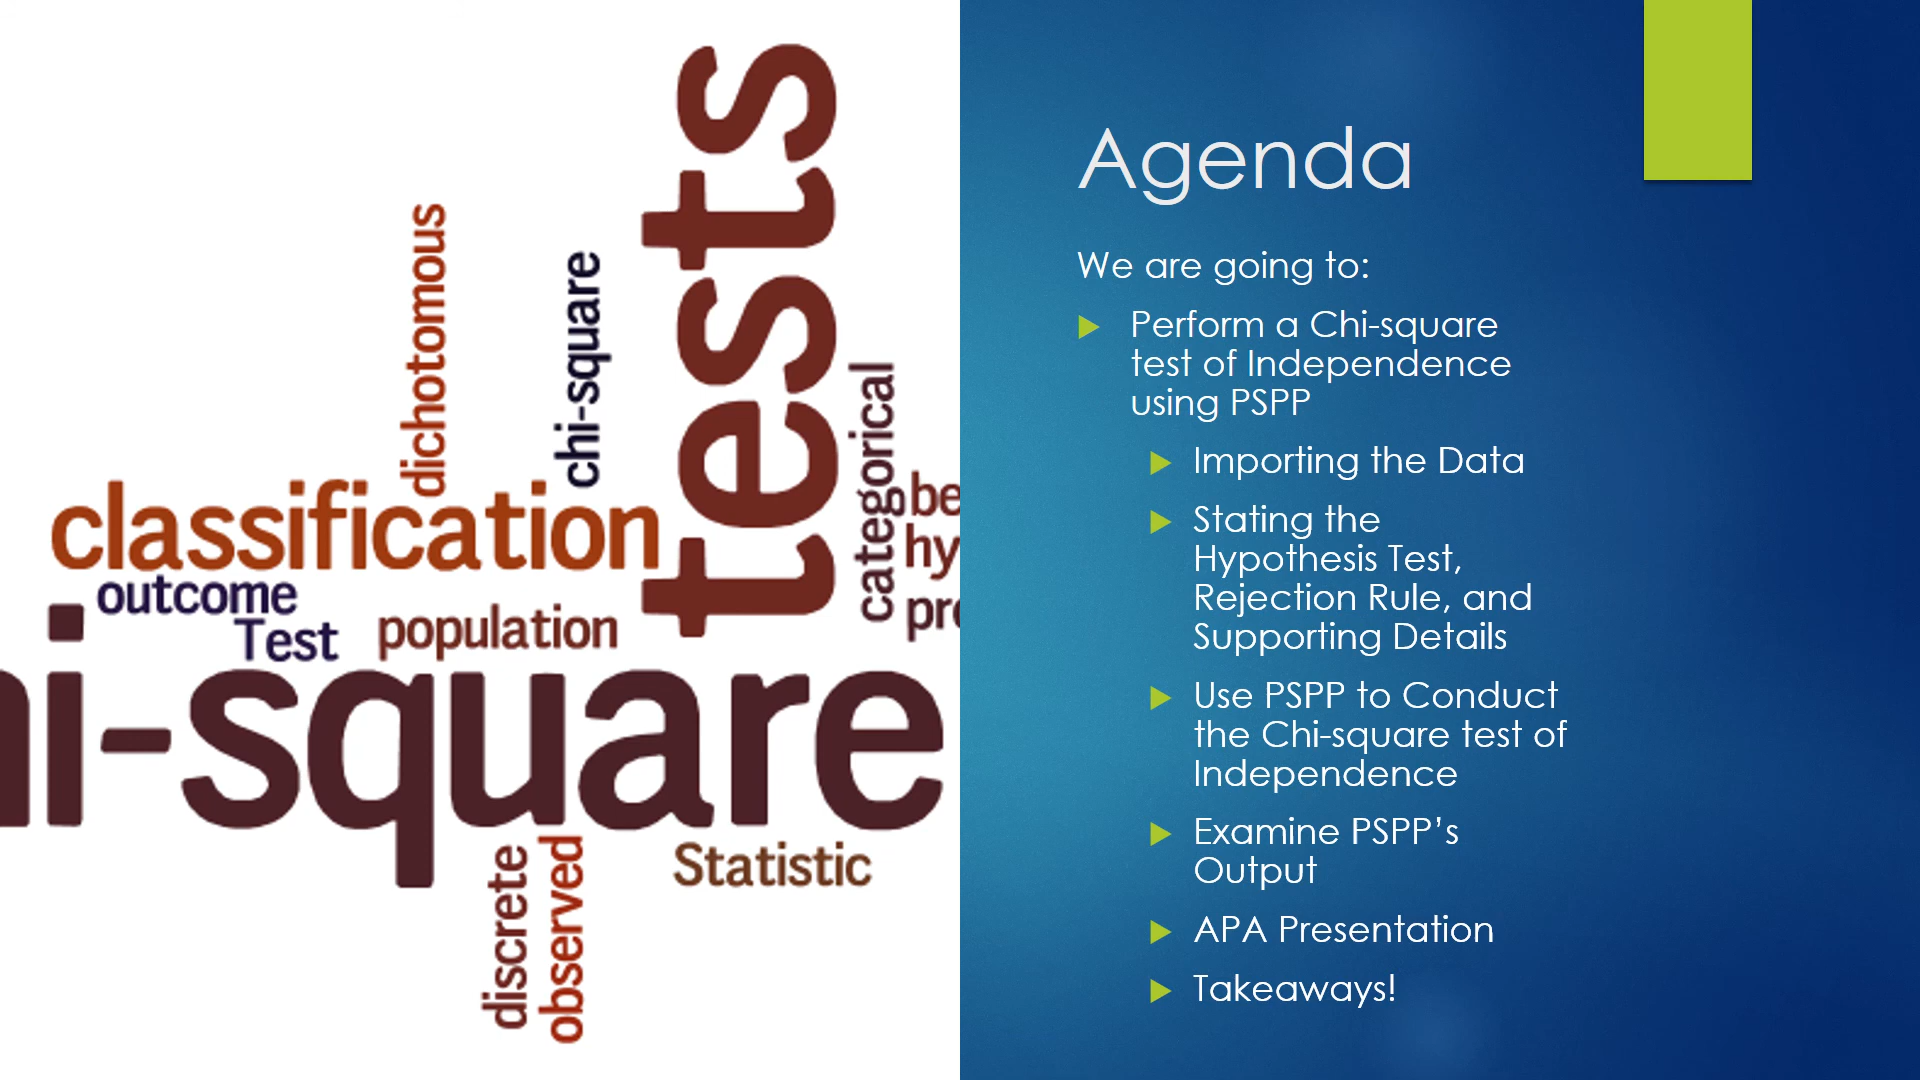 tests
dichotomous
chi-square
categorical
classification
outcome
Test
population
i-square
discrete
observed
Statistic
be
hy
Agenda
We are going to:
Perform a Chi-square
test of Independence
using PSPP
Importing the Data
Stating the
Hypothesis Test,
Rejection Rule, and
Supporting Details
Use PSPP to Conduct
the Chi-square test of
Independence
Examine PSPP’s
Output
APA Presentation
Takeaways!